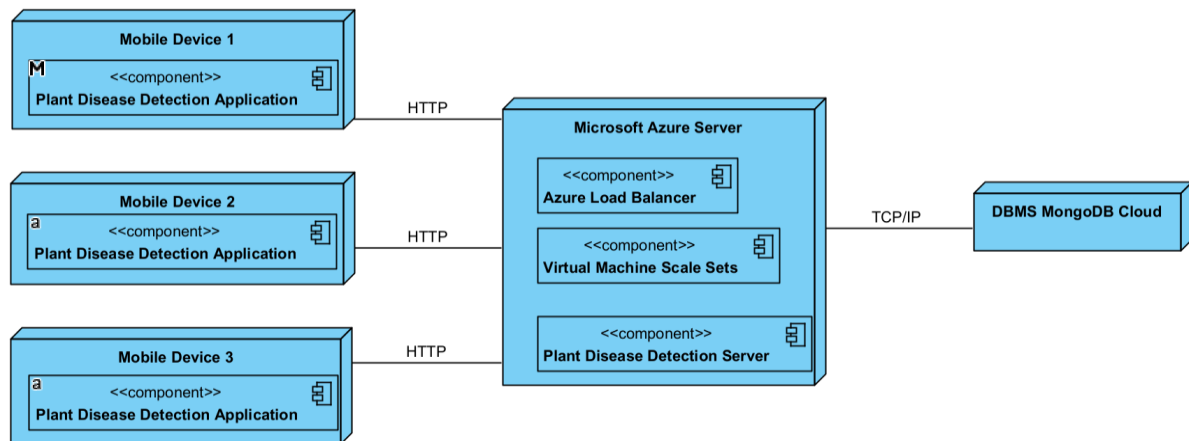 Mobile Device 1
M
<<component>>
Plant Disease Detection Application
HTTP
Mobile Device 2
a
<<component>>
Plant Disease Detection Application
HTTP
Mobile Device 3
a
<<component>>
Plant Disease Detection Application
HTTP
Microsoft Azure Server
<<component>>
Azure Load Balancer
<<component>>
Virtual Machine Scale Sets
<<component>>
Plant Disease Detection Server
TCP/IP
DBMS MongoDB Cloud